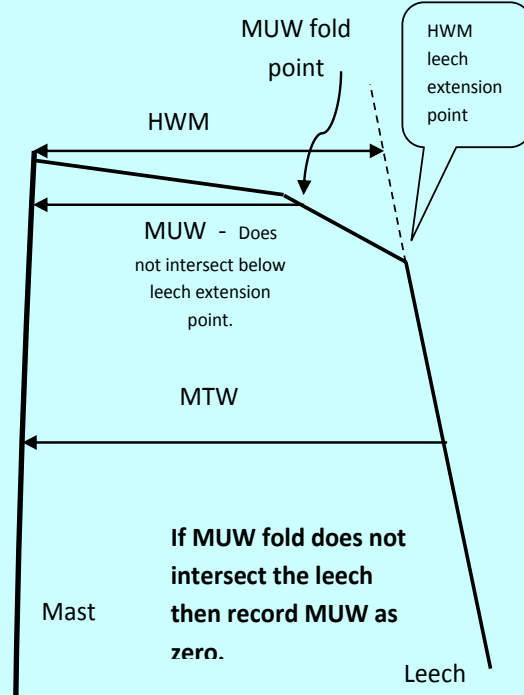 MUW fold
point
HWM
leech
extension
point
HWM
MUW - Does
not intersect below
leech extension
point.
MTW
If MUW fold does not
intersect the leech
then record MUW as
zero.
Mast
Leech